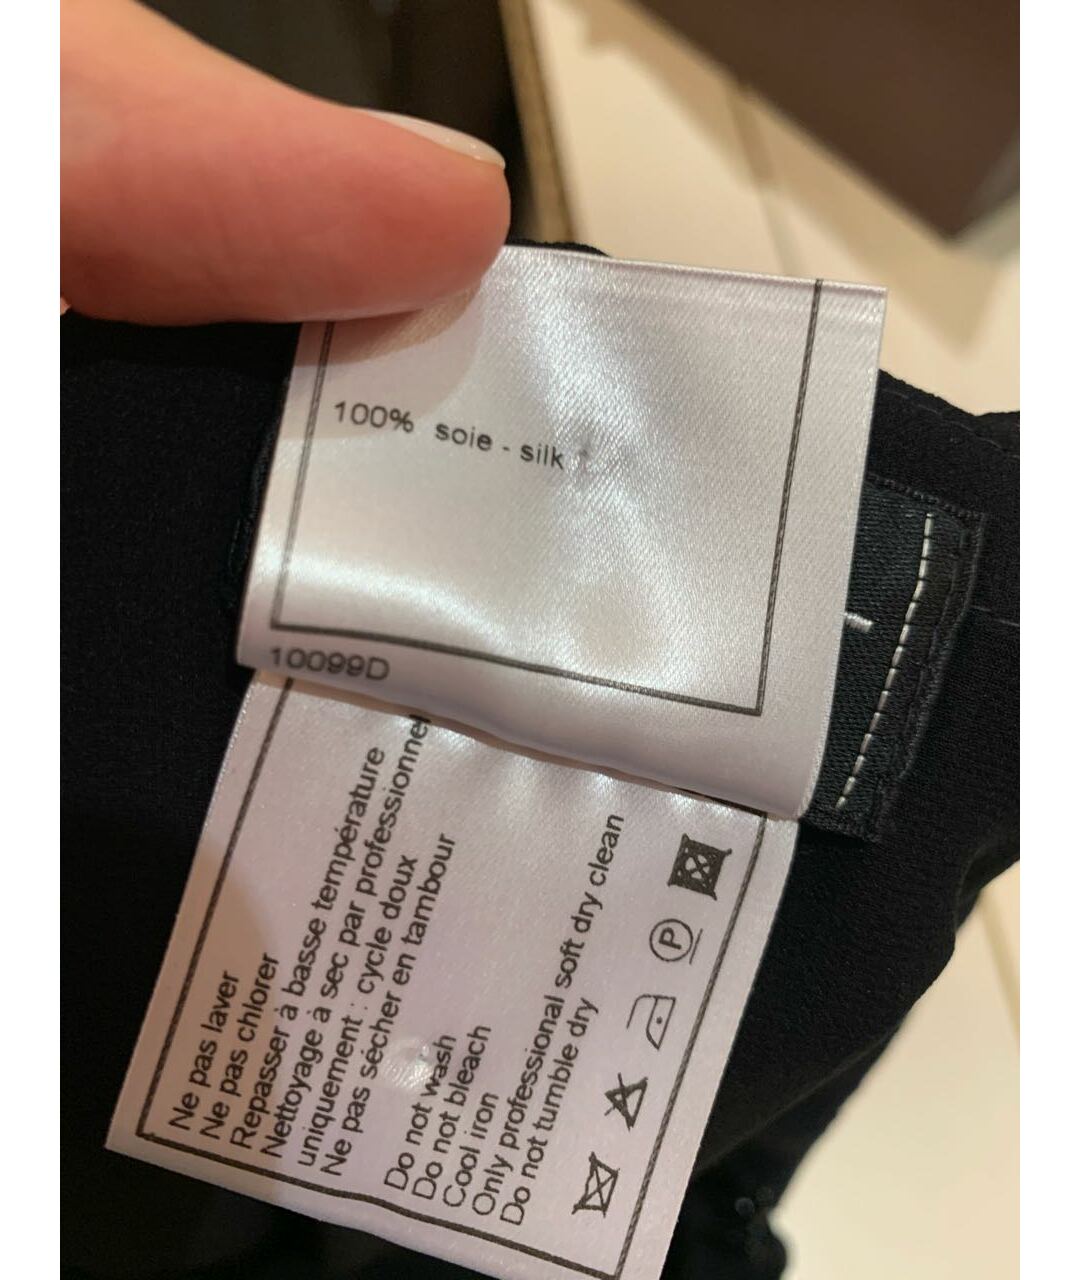 100% soie - silk
10099D
Ne pas laver
Ne pas chlorer
Repasser à basse température
Nettoyage à sec par professionnel
uniquement : cycle doux
Ne pas sécher en tambour
Do not wash
Do not bleach
Cool iron
Only professional soft dry clean
Do not tumble dry
P